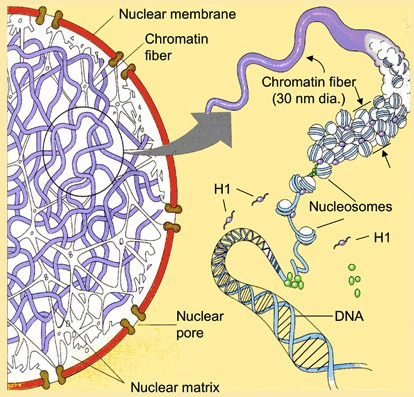 Nuclear membrane
Chromatin
fiber
Chromatin fiber
(30 nm dia.)
H1
Nucleosomes
H1
DNA
Nuclear
pore
Nuclear matrix